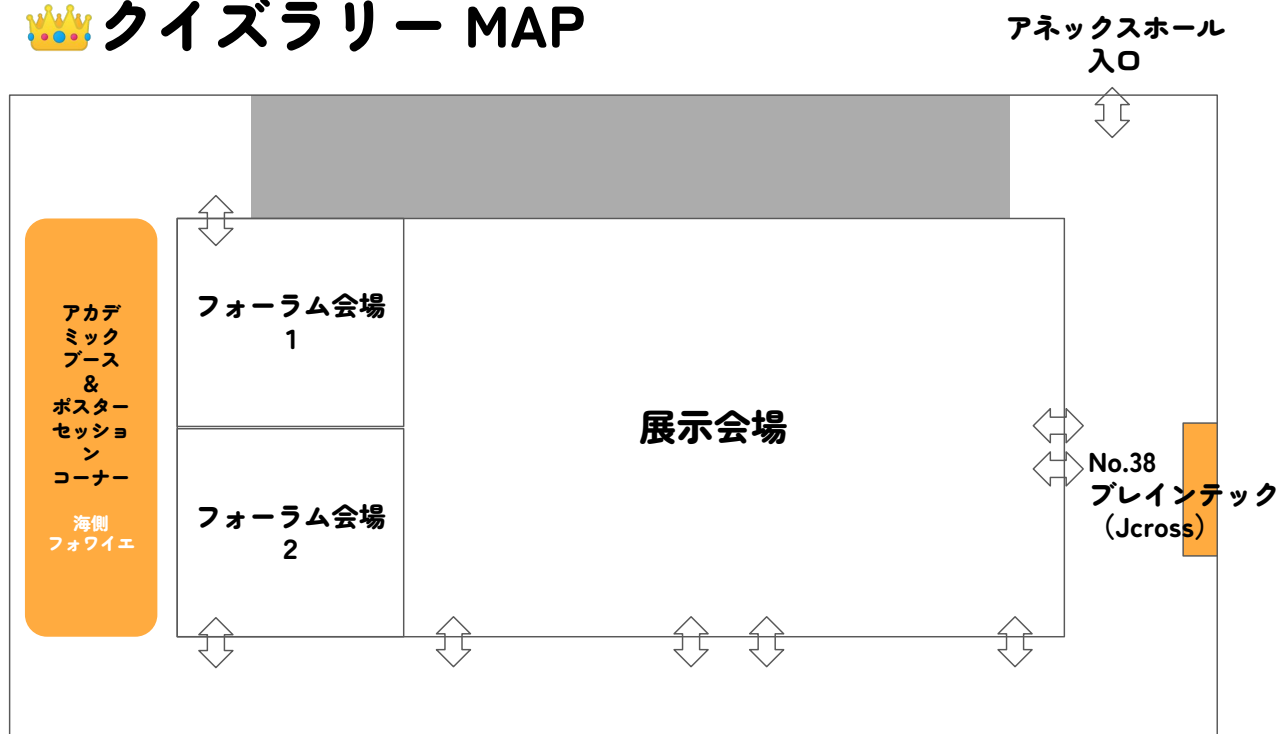 クイズラリー MAP
アネックスホール
入口
アカデ
ミック
ブース
&
ポスター
セッショ
ン
コーナー
海側
フォワイエ
フォーラム会場
1
フォーラム会場
2
展示会場
No.38
ブレインテック
（Jcross）